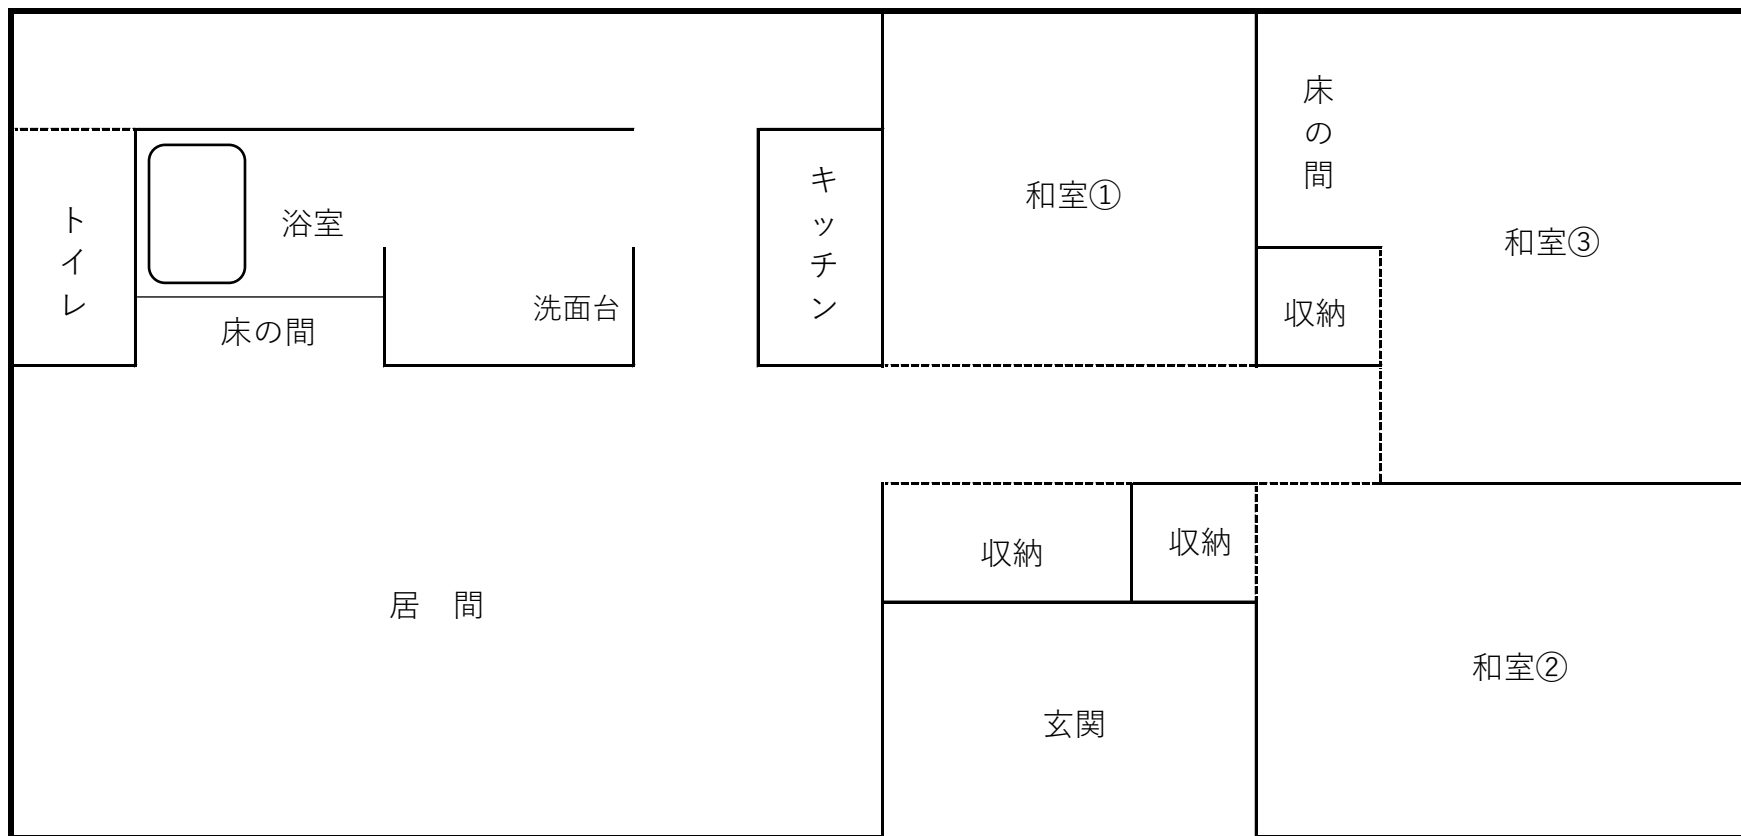 トイレ
浴室
床の間
洗面台
キッチン
和室①
床の間
収納
和室③
居　間
収納
収納
玄関
和室②